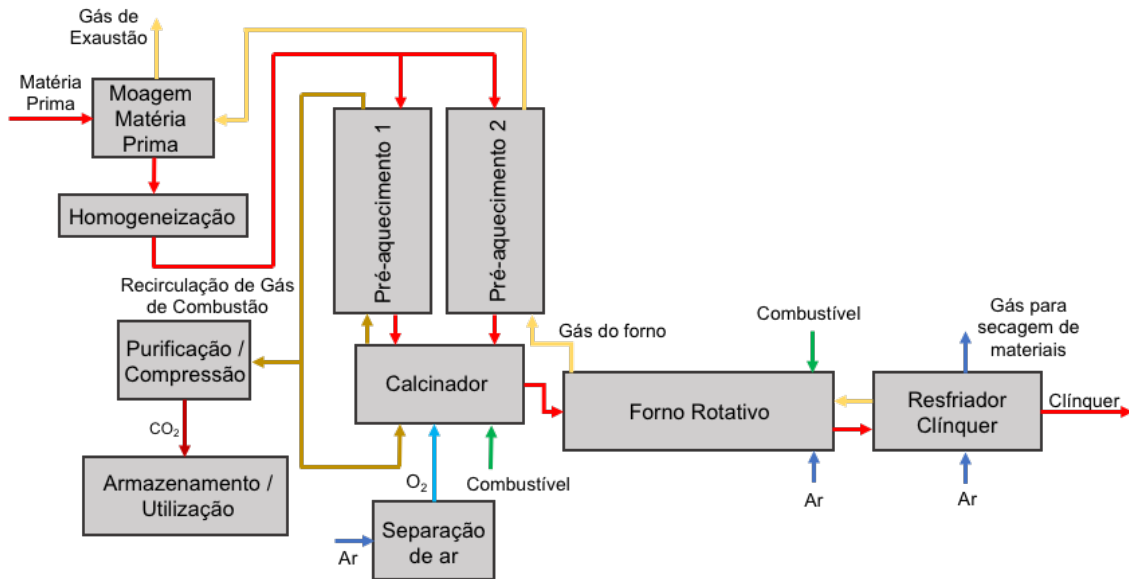 Gás de
Exaustão
Matéria
Prima
Moagem
Matéria
Prima
Homogeneização
Pré-aquecimento 1
Pré-aquecimento 2
Recirculação de Gás
de Combustão
Purificação /
Compressão
CO₂
Armazenamento /
Utilização
Calcinador
O₂
Combustível
Ar
Separação
de ar
Gás do forno
Combustível
Forno Rotativo
Ar
Gás para
secagem de
materiais
Resfriador
Clínquer
Clínquer
Ar